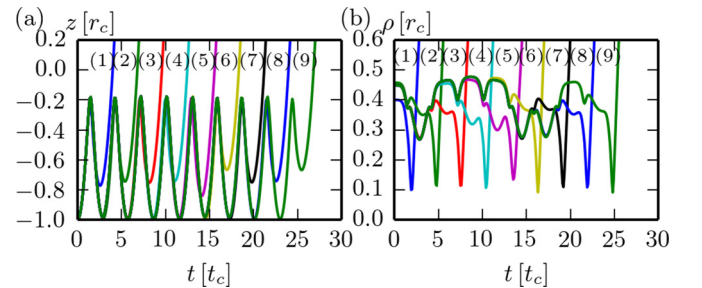 (a) z [r_c]
0.2
0.0
−0.2
−0.4
−0.6
−0.8
−1.0
(1)(2)(3)(4)(5)(6)(7)(8)(9)
0 5 10 15 20 25 30
t [t_c]
(b) ρ [r_c]
0.6
0.5
0.4
0.3
0.2
0.1
0.0
(1)(2)(3)(4)(5)(6)(7)(8)(9)
0 5 10 15 20 25 30
t [t_c]